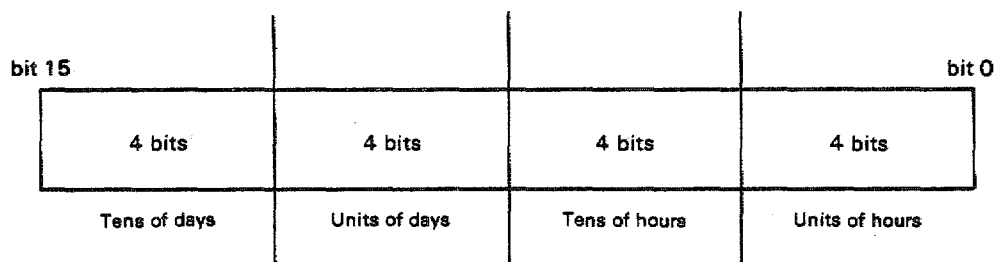 bit 15 bit 0
4 bits 4 bits 4 bits 4 bits
Tens of days Units of days Tens of hours Units of hours